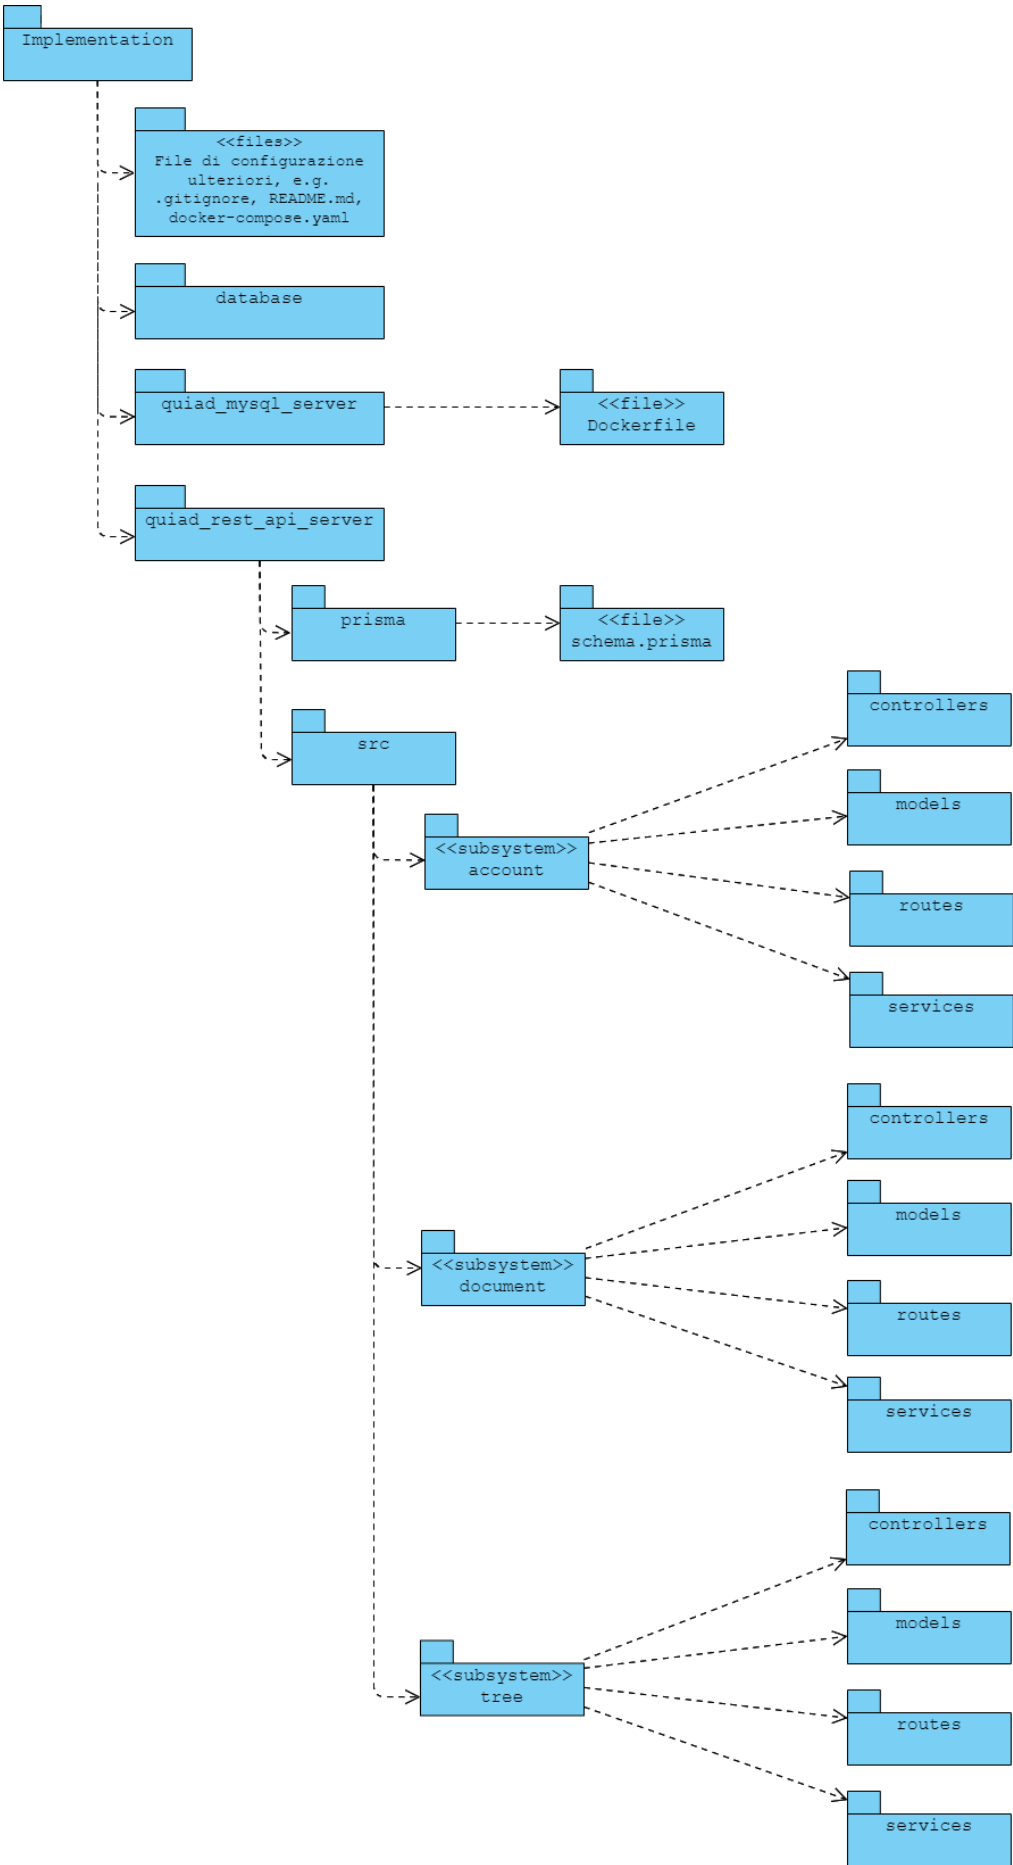 Implementation
<<files>>
File di configurazione
ulteriori, e.g.
.gitignore, README.md,
docker-compose.yaml
database
quiad_mysql_server
<<file>>
Dockerfile
quiad_rest_api_server
prisma
<<file>>
schema.prisma
src
controllers
models
<<subsystem>>
account
routes
services
controllers
models
<<subsystem>>
document
routes
services
controllers
models
<<subsystem>>
tree
routes
services